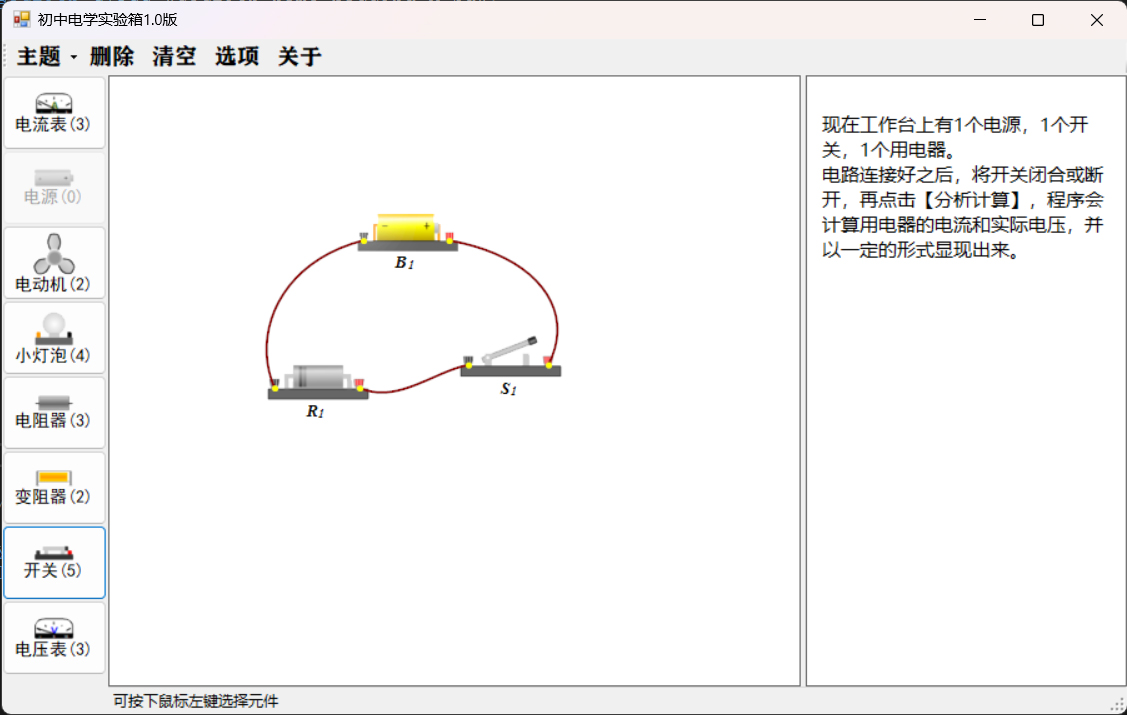 初中电学实验箱1.0版
主题 删除 清空 选项 关于
电流表(3)
电源(0)
电动机(2)
小灯泡(4)
电阻器(3)
变阻器(2)
开关(5)
电压表(3)
- +
B1
R1
S1
现在工作台上有1个电源，1个开
关，1个用电器。
电路连接好之后，将开关闭合或断
开，再点击【分析计算】，程序会
计算用电器的电流和实际电压，并
以一定的形式显现出来。
可按下鼠标左键选择元件